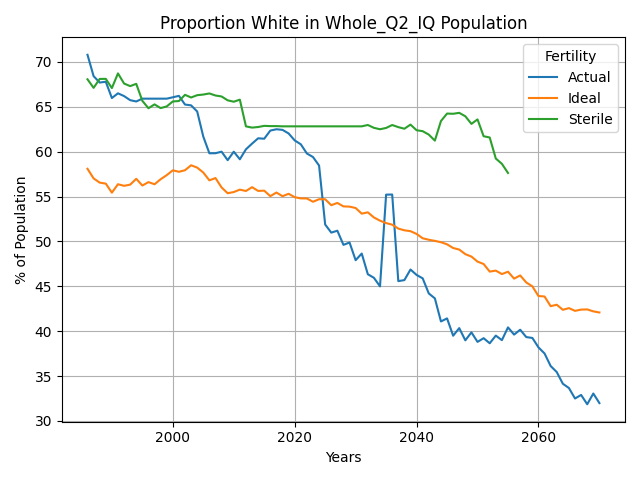 Proportion White in Whole_Q2_IQ Population
% of Population
70
65
60
55
50
45
40
35
30
2000
2020
2040
2060
Years
Fertility
Actual
Ideal
Sterile